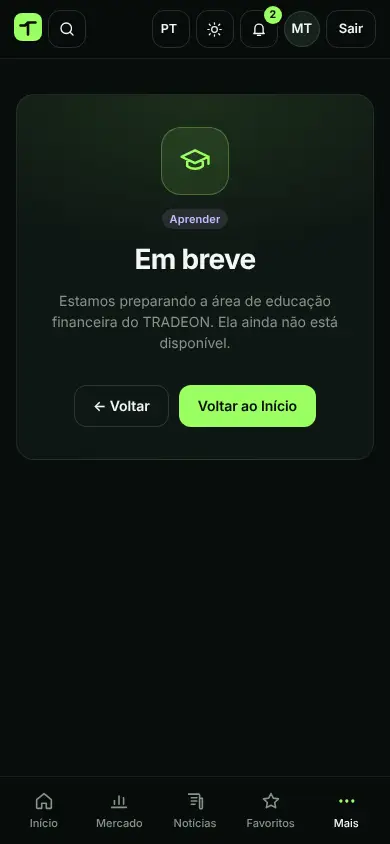 PT
2
MT
Sair
Aprender
Em breve
Estamos preparando a área de educação
financeira do TRADEON. Ela ainda não está
disponível.
← Voltar
Voltar ao Início
Início
Mercado
Notícias
Favoritos
Mais